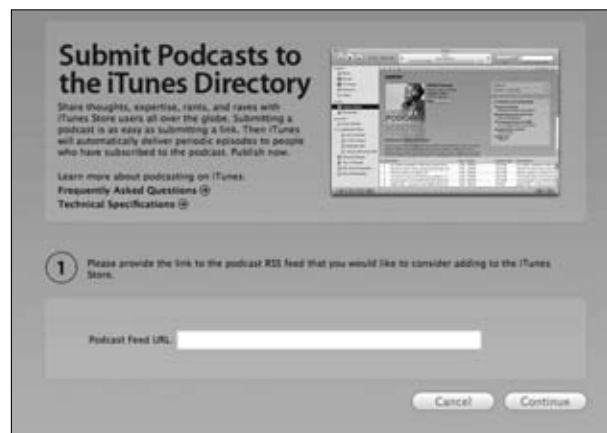 Submit Podcasts to
the iTunes Directory
Share thoughts, expertise, rants, and raves with
iTunes Store users all over the globe. Submitting a
podcast is as easy as submitting a link. Then iTunes
will automatically deliver periodic episodes to people
who have subscribed to the podcast. Publish now.
Learn more about podcasting on iTunes:
Frequently Asked Questions
Technical Specifications
PODCAST
1 Please provide the link to the podcast RSS feed that you would like to consider adding to the iTunes
Store.
Podcast Feed URL
Cancel Continue